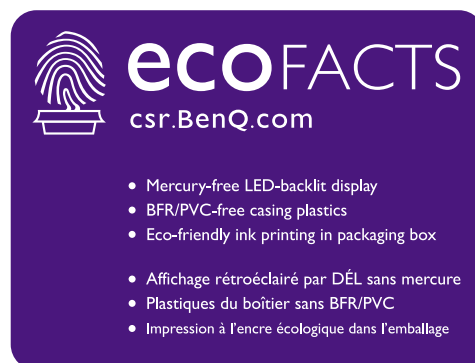 ecoFACTS
csr.BenQ.com
• Mercury-free LED-backlit display
• BFR/PVC-free casing plastics
• Eco-friendly ink printing in packaging box
• Affichage rétroéclairé par DÉL sans mercure
• Plastiques du boîtier sans BFR/PVC
• Impression à l'encre écologique dans l'emballage